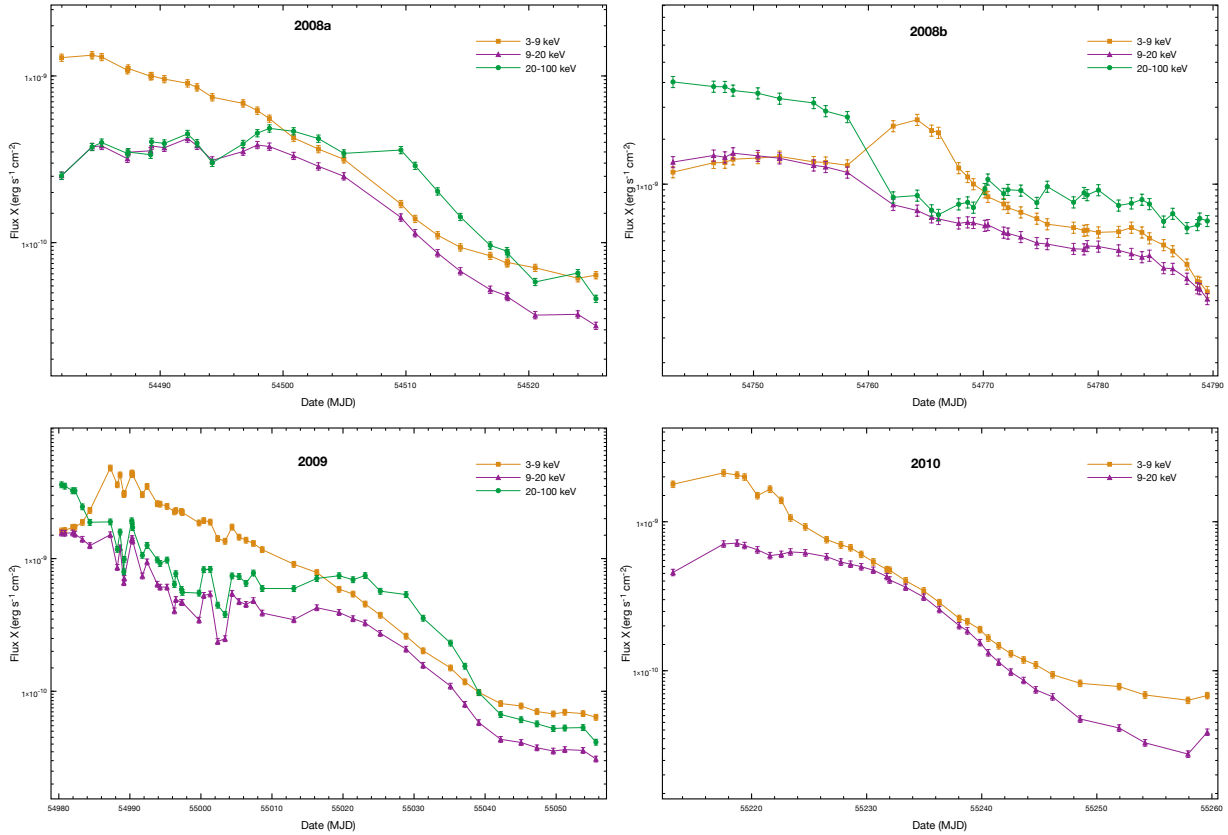 2008a
3-9 keV
9-20 keV
20-100 keV
1×10⁻⁹
1×10⁻¹⁰
Flux X (erg s⁻¹ cm⁻²)
54490
54500
54510
54520
Date (MJD)
2008b
3-9 keV
9-20 keV
20-100 keV
1×10⁻⁹
Flux X (erg s⁻¹ cm⁻²)
54750
54760
54770
54780
54790
Date (MJD)
2009
3-9 keV
9-20 keV
20-100 keV
1×10⁻⁹
1×10⁻¹⁰
Flux X (erg s⁻¹ cm⁻²)
54980
54990
55000
55010
55020
55030
55040
55050
Date (MJD)
2010
3-9 keV
9-20 keV
1×10⁻⁹
1×10⁻¹⁰
Flux X (erg s⁻¹ cm⁻²)
55220
55230
55240
55250
55260
Date (MJD)